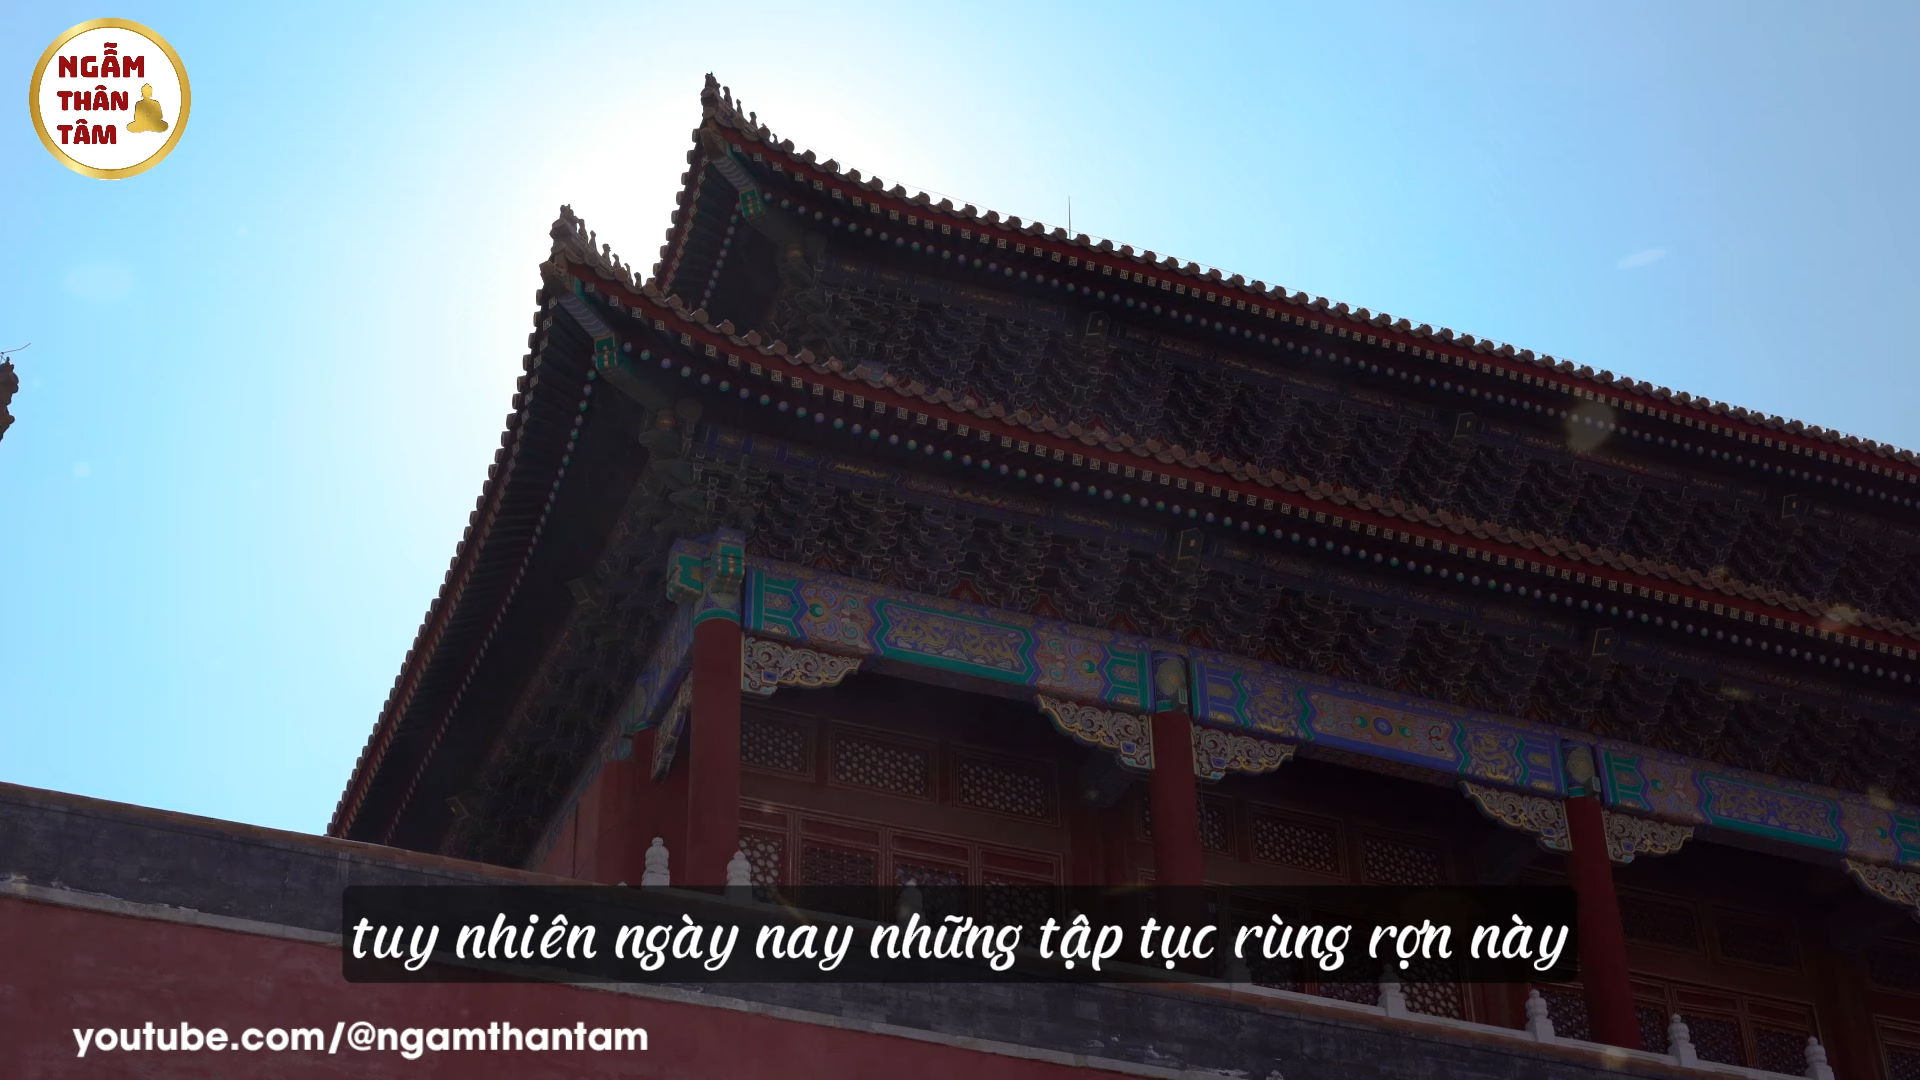 NGẪM
THÂN
TÂM
tuy nhiên ngày nay những tập tục rùng rợn này
youtube.com/@ngamthantam